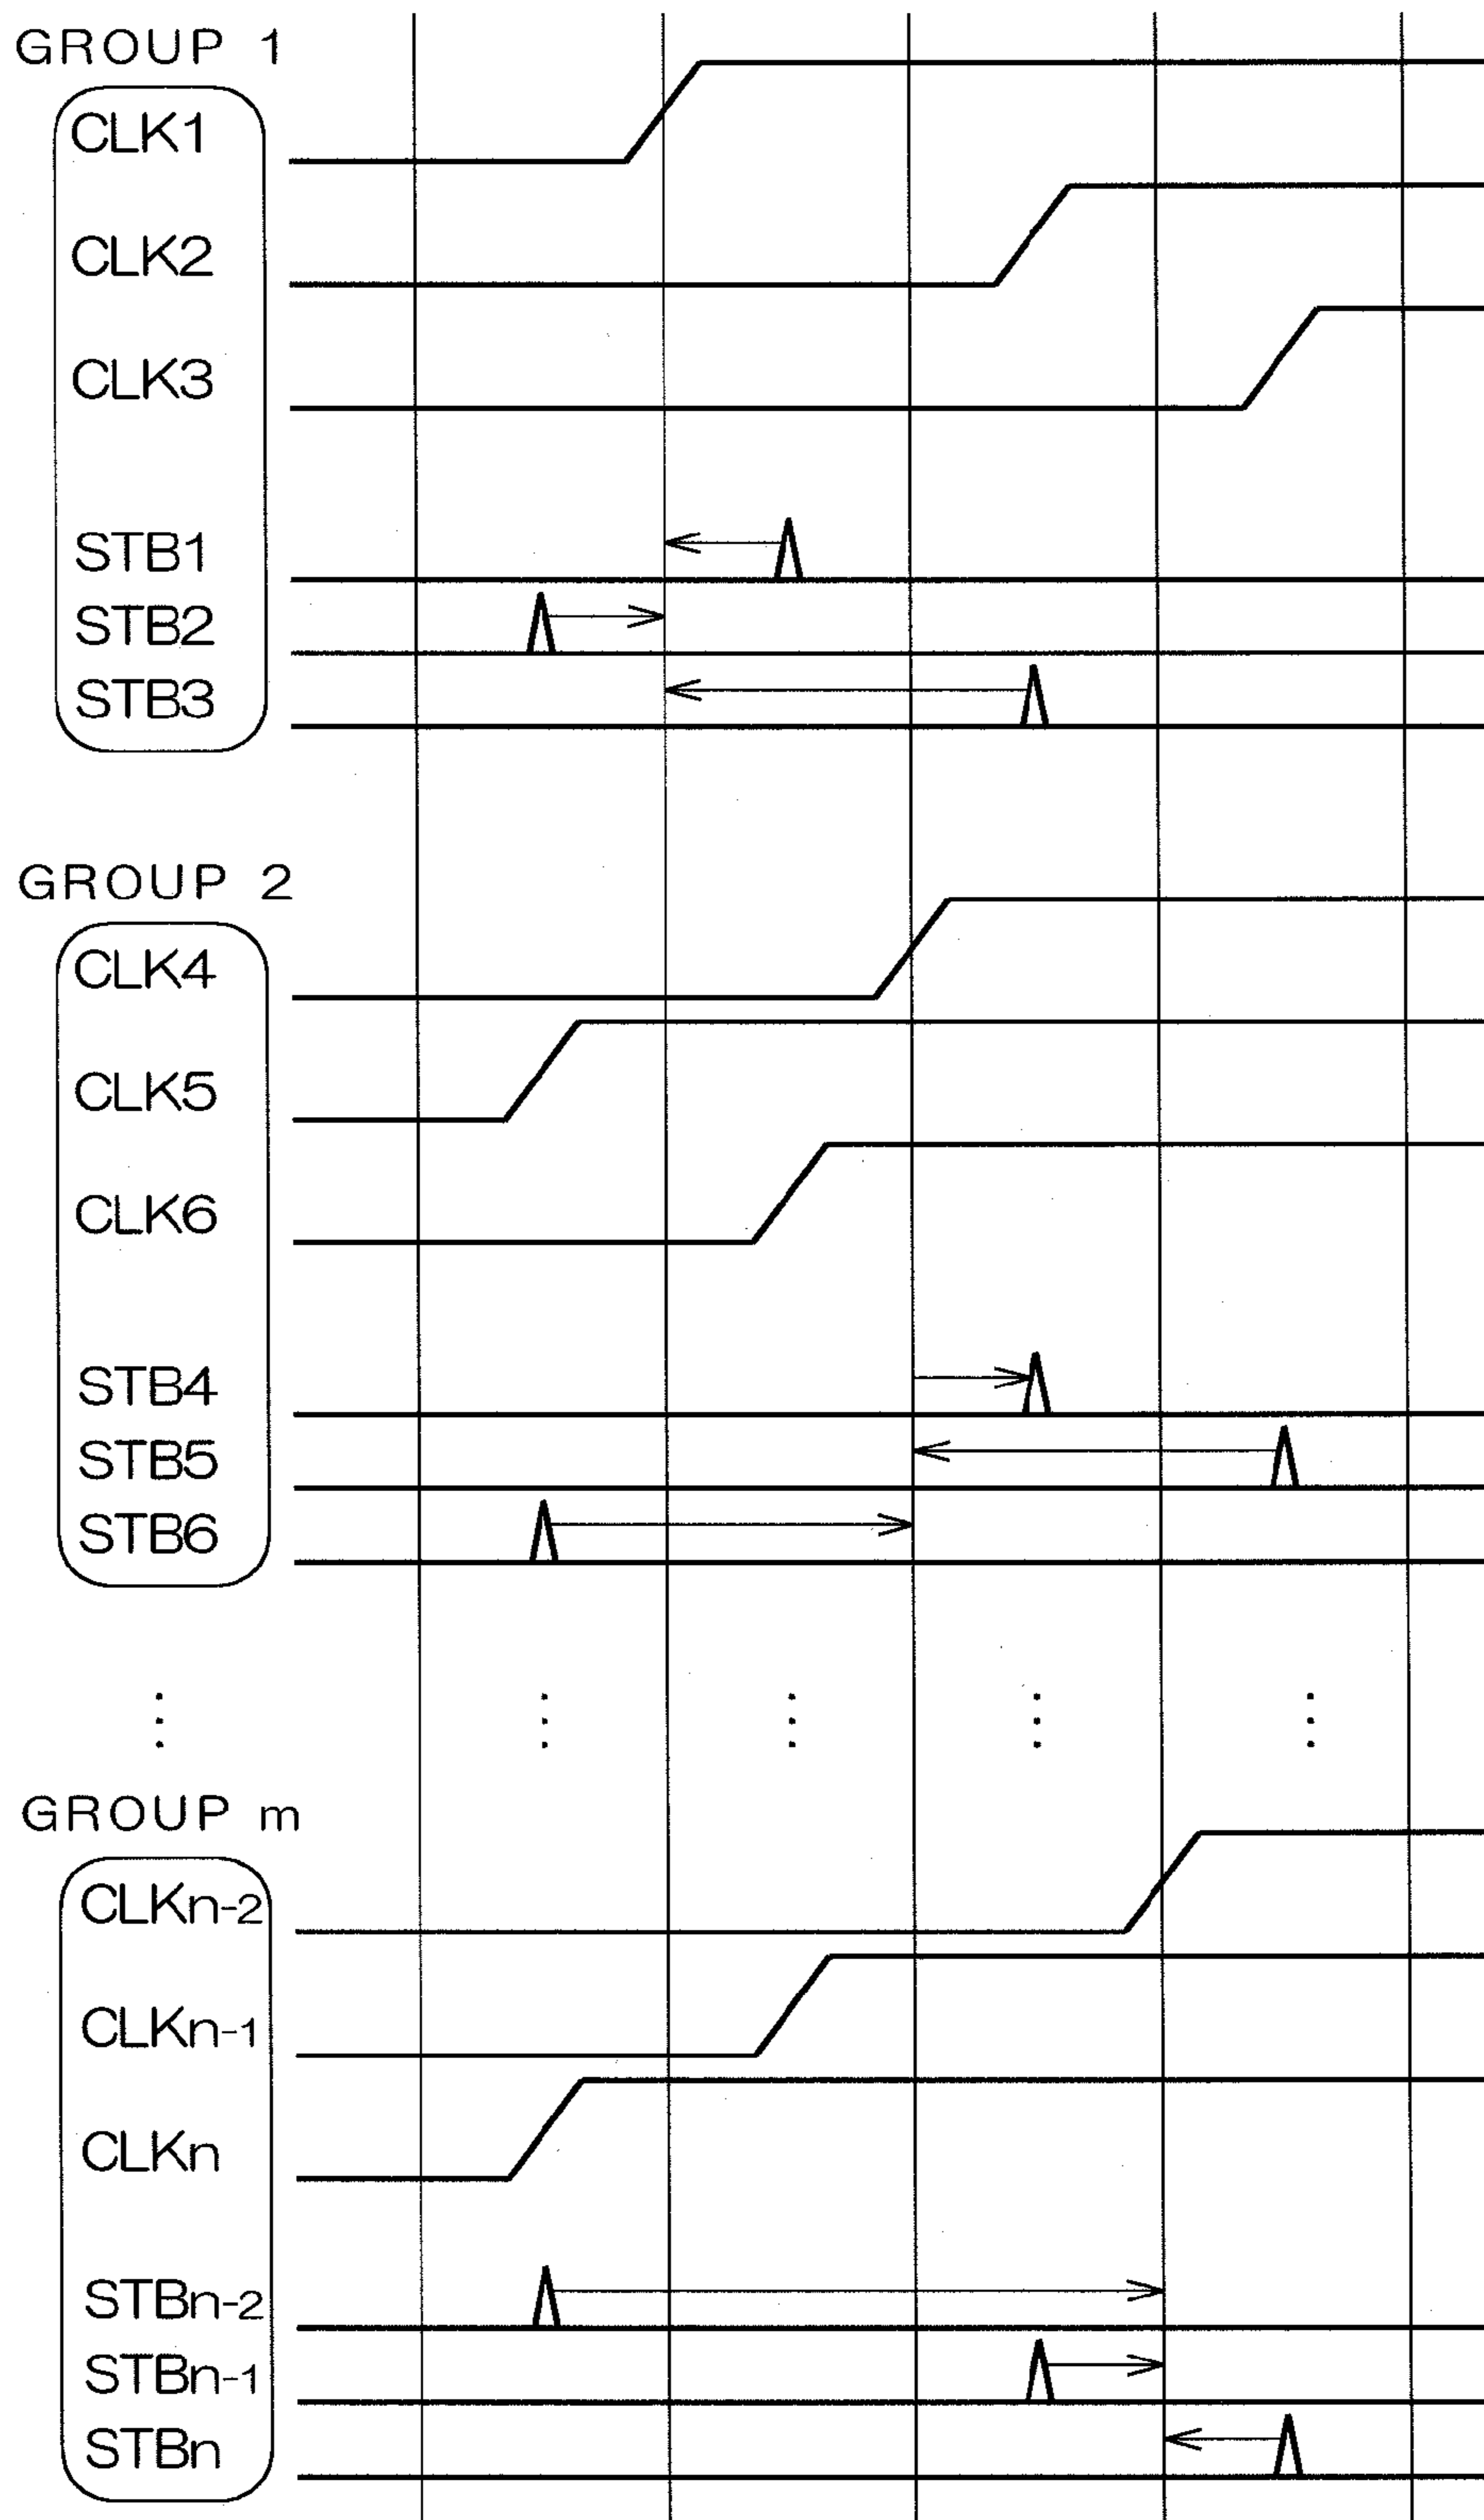 GROUP 1
CLK1
CLK2
CLK3
STB1
STB2
STB3
GROUP 2
CLK4
CLK5
CLK6
STB4
STB5
STB6
GROUP m
CLKn-2
CLKn-1
CLKn
STBn-2
STBn-1
STBn